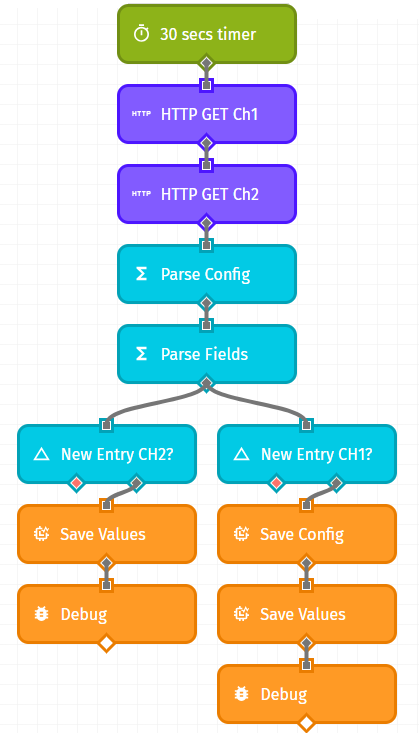 30 secs timer
HTTP HTTP GET Ch1
HTTP HTTP GET Ch2
Parse Config
Parse Fields
New Entry CH2?
New Entry CH1?
Save Values
Save Config
Debug
Save Values
Debug